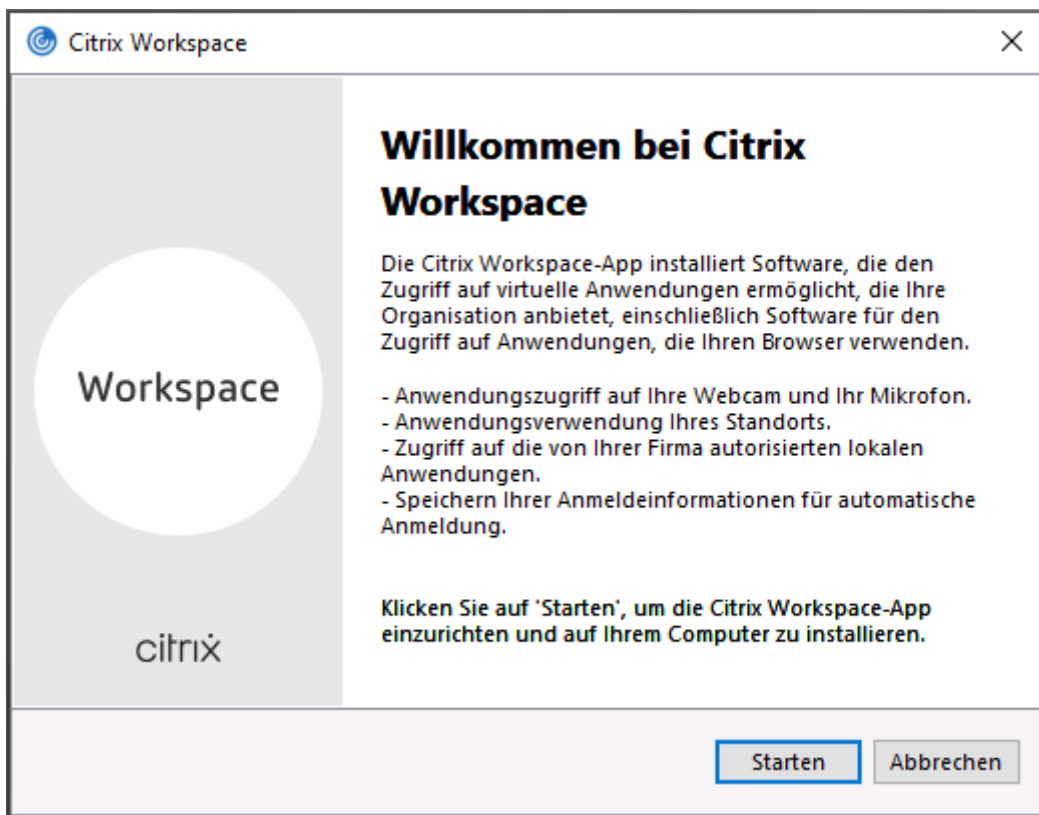 Citrix Workspace
Willkommen bei Citrix
Workspace
Die Citrix Workspace-App installiert Software, die den
Zugriff auf virtuelle Anwendungen ermöglicht, die Ihre
Organisation anbietet, einschließlich Software für den
Zugriff auf Anwendungen, die Ihren Browser verwenden.
- Anwendungszugriff auf Ihre Webcam und Ihr Mikrofon.
- Anwendungsverwendung Ihres Standorts.
- Zugriff auf die von Ihrer Firma autorisierten lokalen
Anwendungen.
- Speichern Ihrer Anmeldeinformationen für automatische
Anmeldung.
Klicken Sie auf 'Starten', um die Citrix Workspace-App
einzurichten und auf Ihrem Computer zu installieren.
Workspace
citrix
Starten
Abbrechen